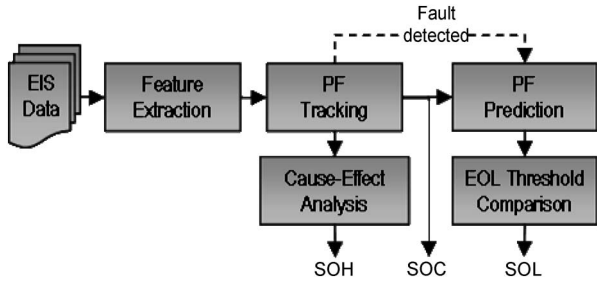 Fault
detected
EIS
Data
Feature
Extraction
PF
Tracking
PF
Prediction
Cause-Effect
Analysis
EOL Threshold
Comparison
SOH
SOC
SOL